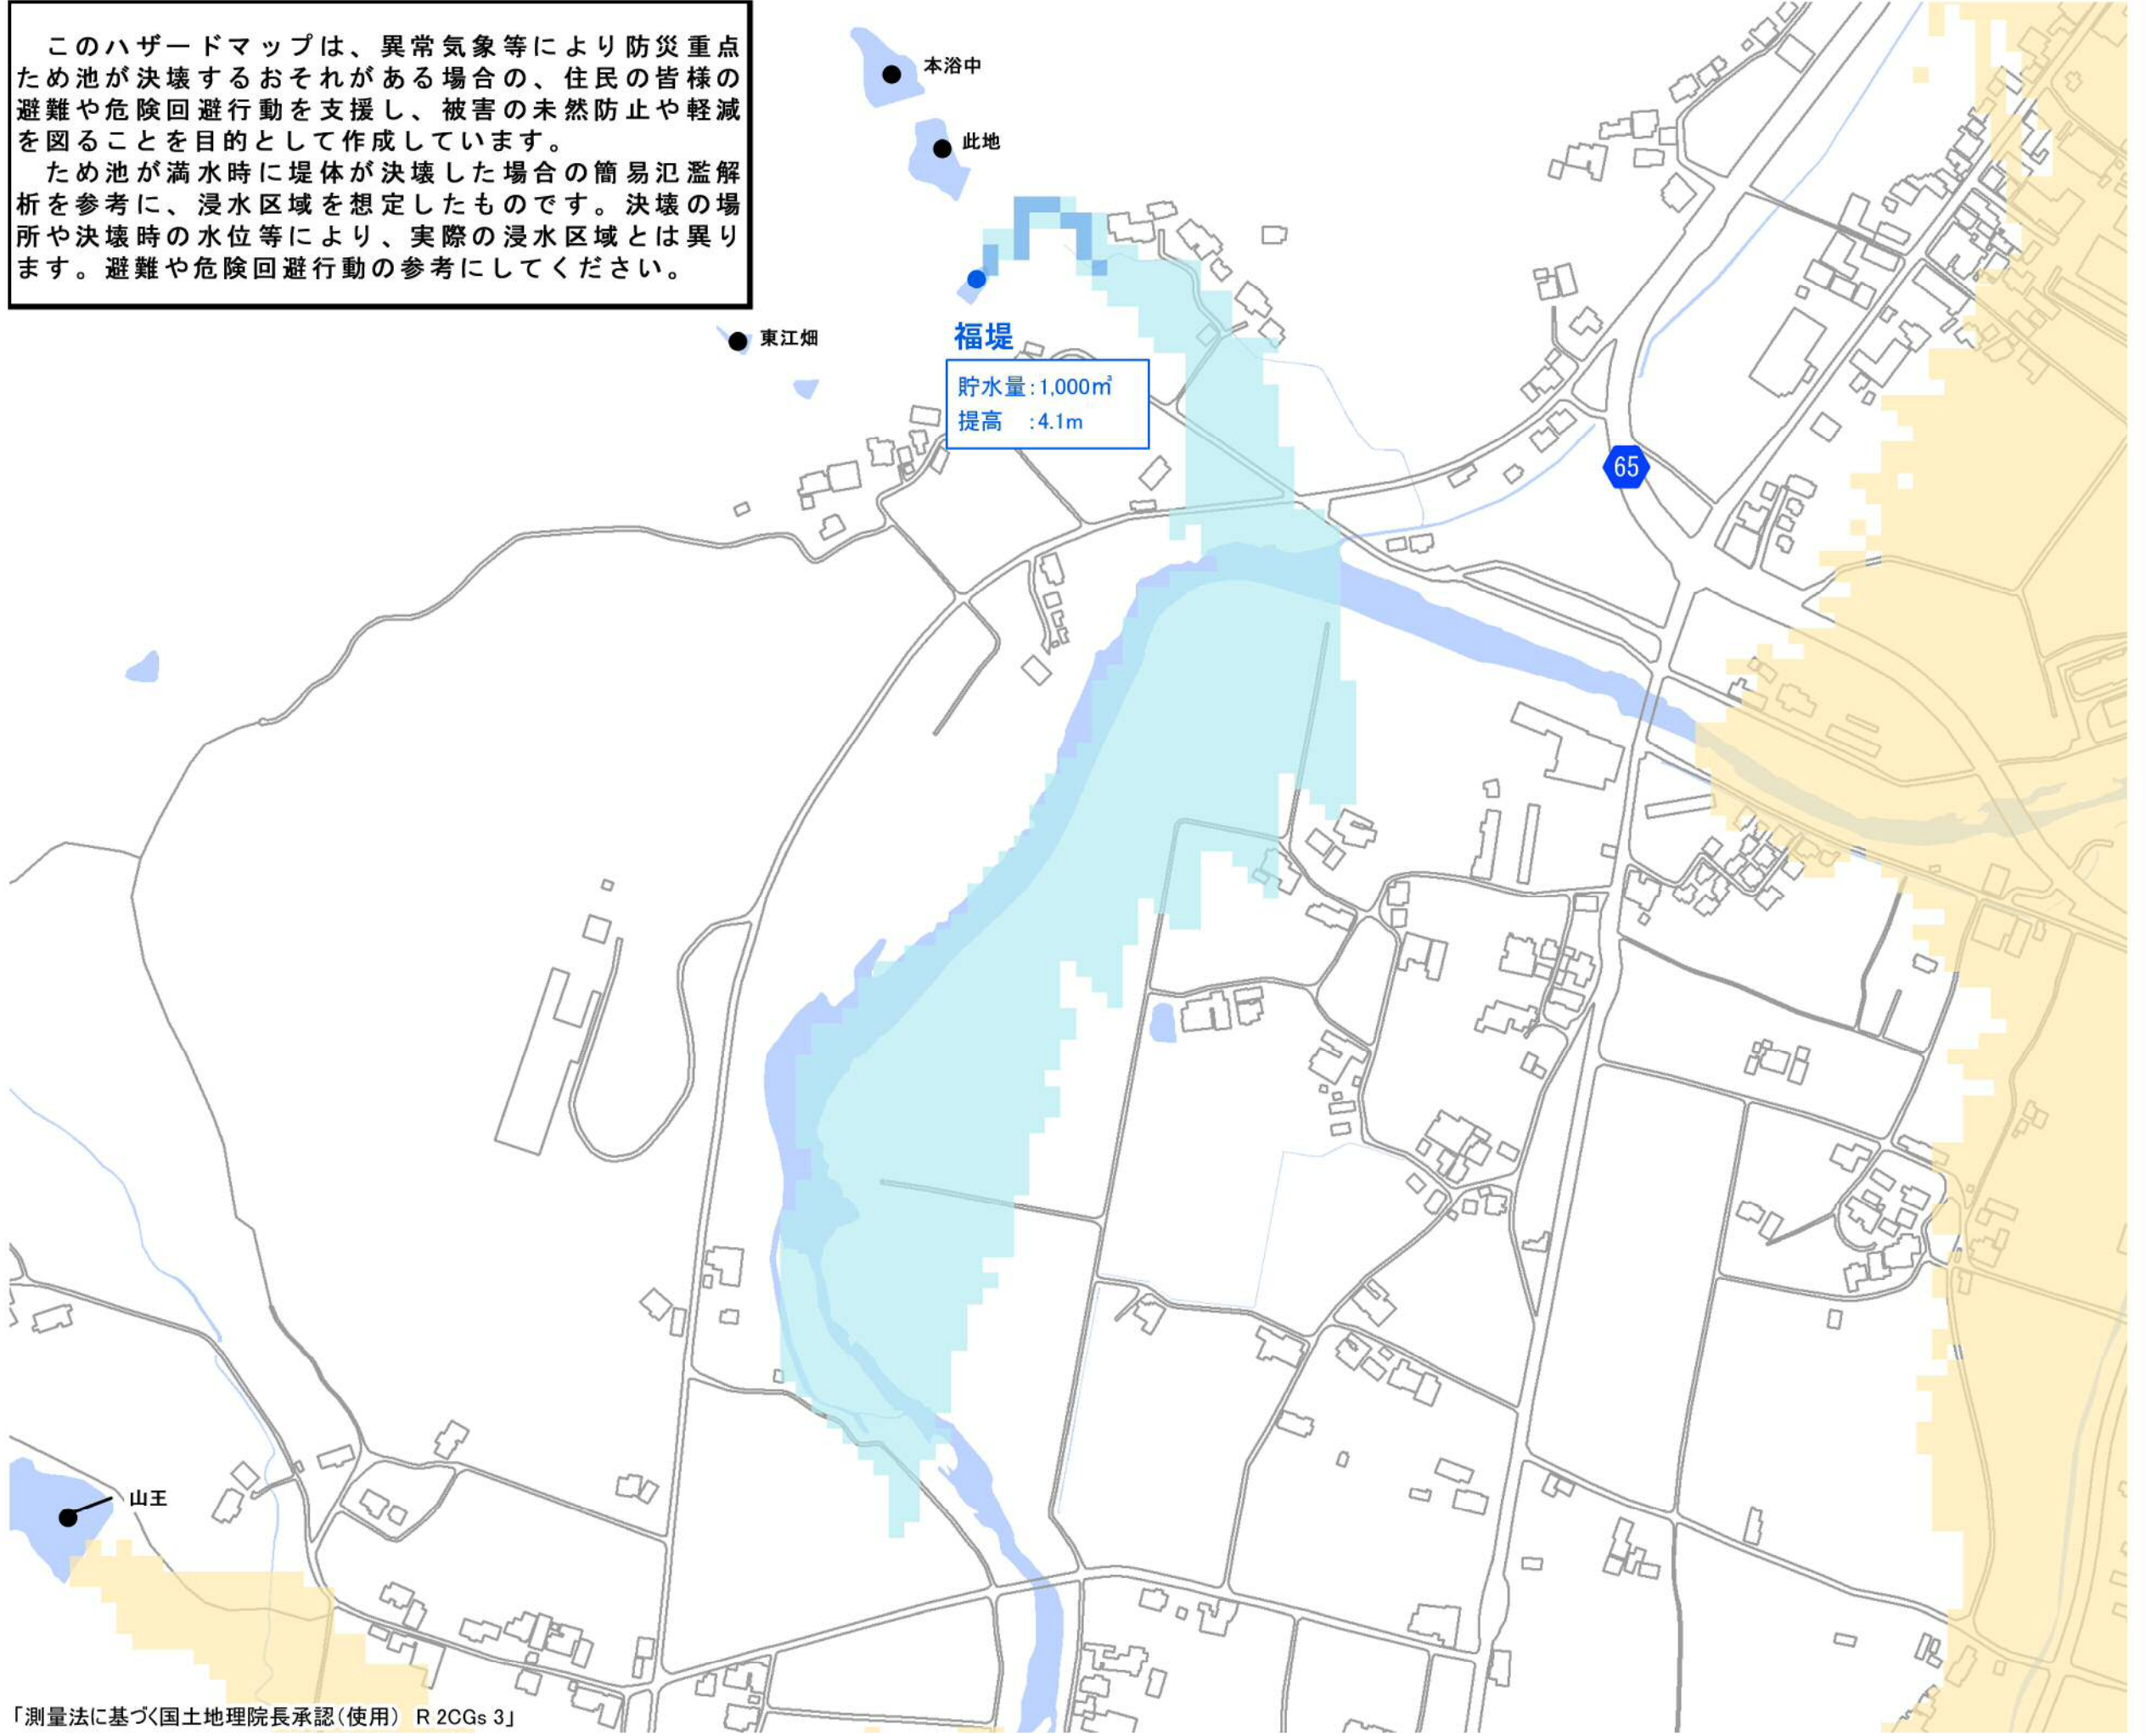 このハザードマップは、異常気象等により防災重点
ため池が決壊するおそれがある場合の、住民の皆様の
避難や危険回避行動を支援し、被害の未然防止や軽減
を図ることを目的として作成しています。
ため池が満水時に堤体が決壊した場合の簡易氾濫解
析を参考に、浸水区域を想定したものです。決壊の場
所や決壊時の水位等により、実際の浸水区域とは異り
ます。避難や危険回避行動の参考にしてください。
本浴中
此地
東江畑
福堤
貯水量:1,000㎥
提高 :4.1m
65
山王
「測量法に基づく国土地理院長承認(使用) R 2CGs 3」